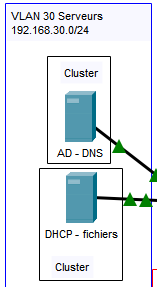 VLAN 30 Serveurs
192.168.30.0/24
Cluster
AD - DNS
DHCP - fichiers
Cluster